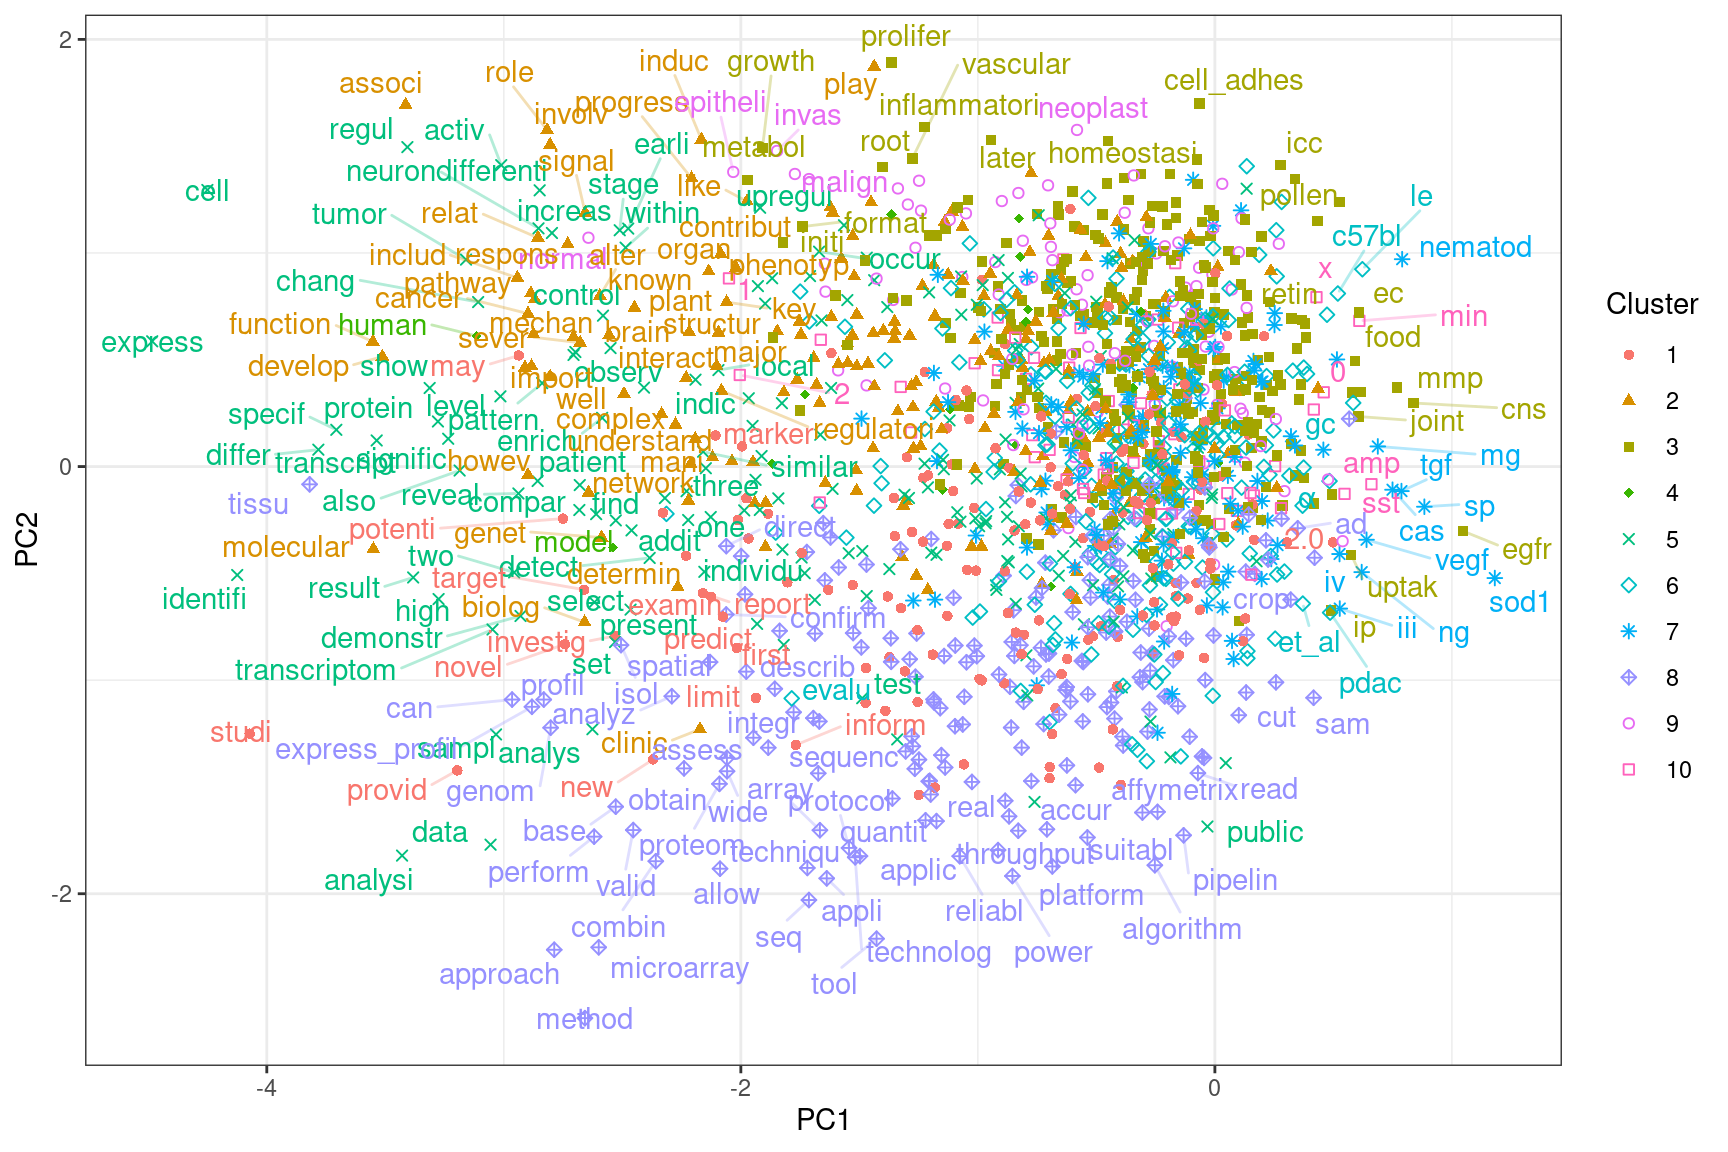 prolifer
induc
growth
vascular
role
associ
play
cell_adhes
progress
epitheli
inflammatori
neoplast
involv
invas
regul
activ
earli
metabol
root
later
homeostasi
icc
signal
neurondifferenti
stage
like
malign
cell
upregul
pollen
le
tumor
relat
increas
within
contribut
format
initi
c57bl
nematod
includ
respons
normal
alter
organ
phenotyp
occur
x
chang
pathway
known
1
cancer
control
plant
key
retin
ec
min
function
human
mechan
brain
structur
food
express
sever
develop
show
may
observ
interact
major
local
0
mmp
import
well
2
cns
specif
protein
level
pattern
complex
indic
regulatori
gc
joint
enrich
understand
marker
differ
transcript
signific
howev
patient
mani
similar
amp
tgf
mg
tissu
also
reveal
compar
network
find
three
α
sst
sp
potenti
genet
one
direct
ad
cas
molecular
model
addit
2.0
egfr
two
detect
determin
individu
vegf
identifi
result
target
select
iv
uptak
high
biolog
examin
report
crop
sod1
demonstr
investig
present
predict
confirm
ip
iii
ng
transcriptom
novel
set
spatial
first
describ
et_al
profil
isol
limit
evalu
test
pdac
can
analyz
integr
inform
cut
sam
studi
express_profil
sampl
analys
clinic
assess
sequenc
provid
genom
new
obtain
array
wide
protocol
real
accur
affymetrix
read
data
base
proteom
quantit
public
analysi
perform
valid
techniqu
applic
throughput
suitabl
pipelin
allow
platform
combin
appli
reliabl
algorithm
approach
microarray
seq
technolog
power
tool
method
2
0
-2
-4
-2
0
PC1
PC2
Cluster
1
2
3
4
5
6
7
8
9
10